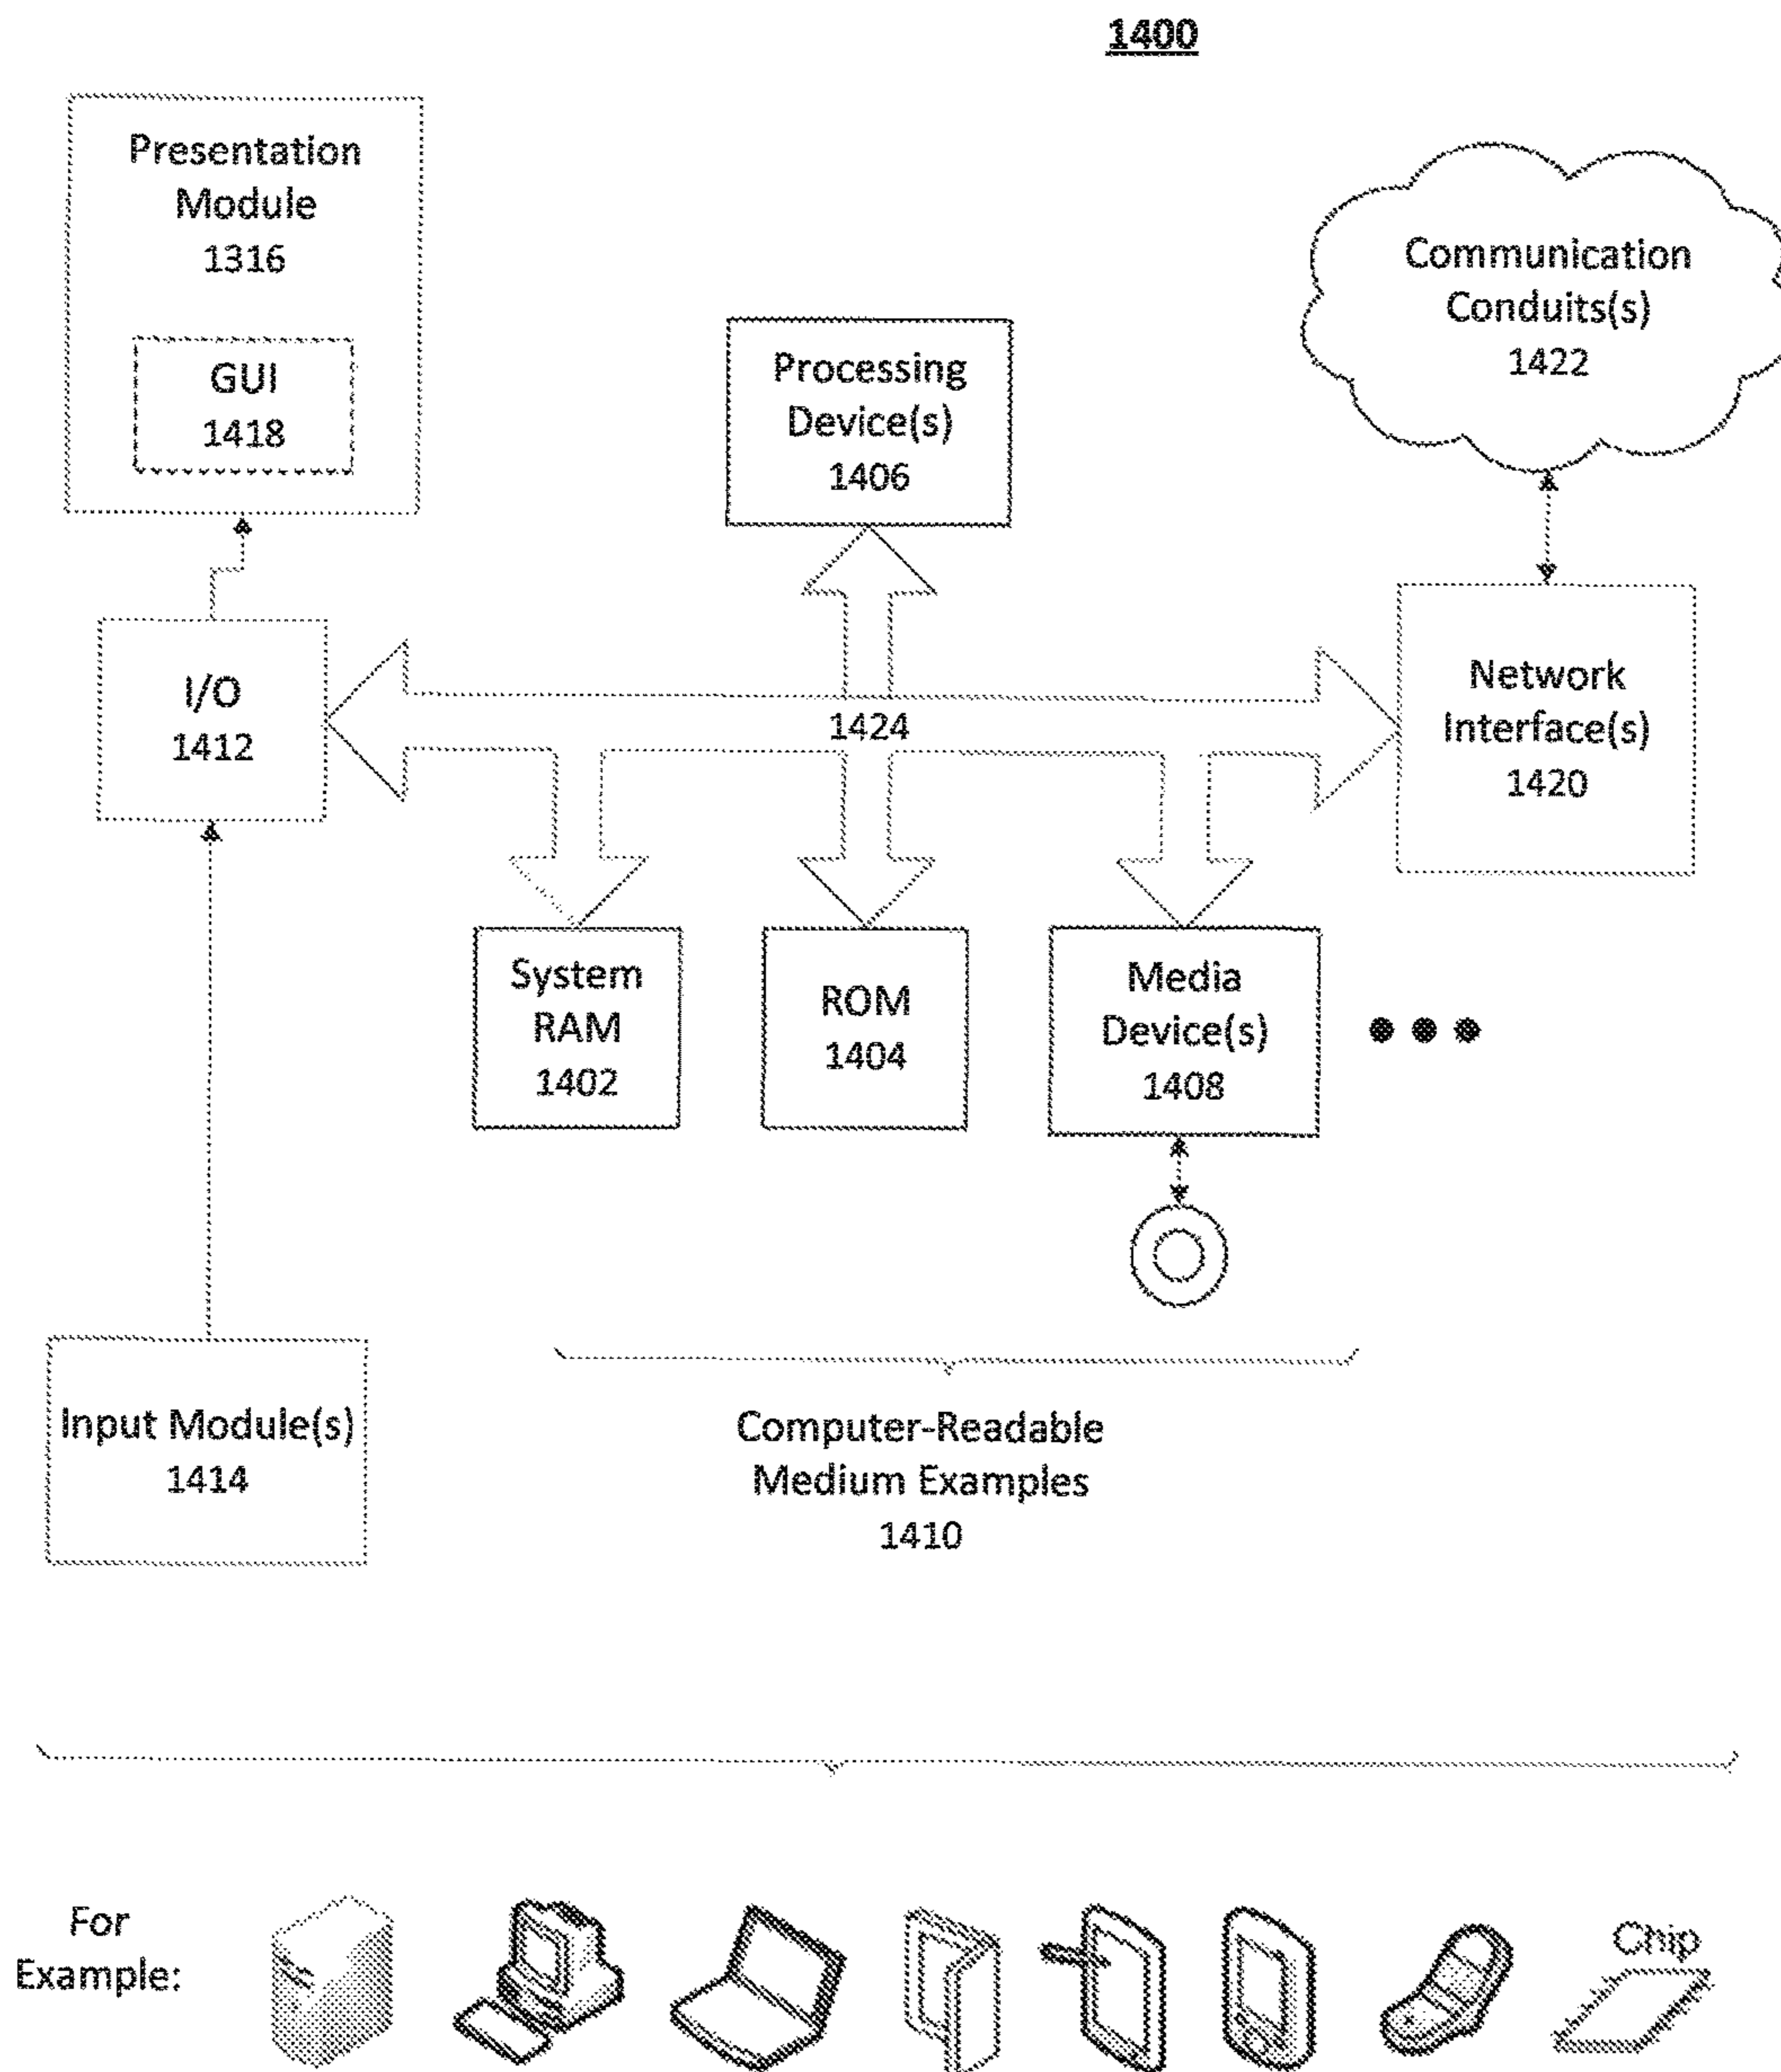 1400
Presentation
Module
1316
GUI
1418
Communication
Conduits(s)
1422
Processing
Device(s)
1406
I/O
1412
1424
Network
Interface(s)
1420
System
RAM
1402
ROM
1404
Media
Device(s)
1408
Input Module(s)
1414
Computer-Readable
Medium Examples
1410
For
Example:
Chip